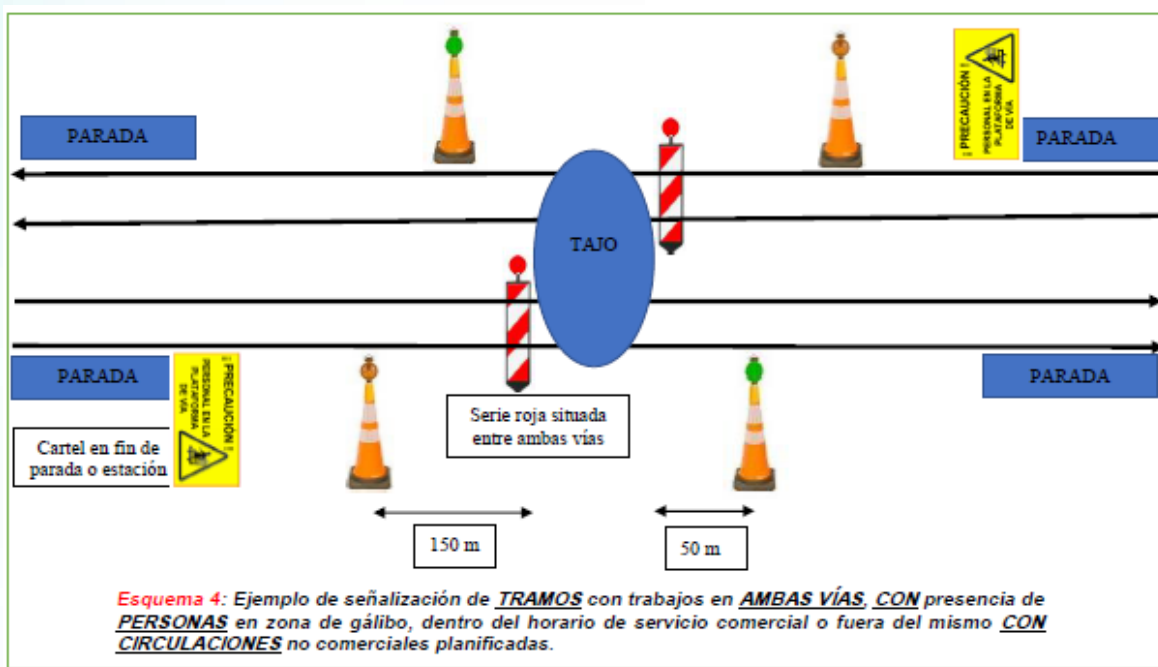 ¡ PRECAUCIÓN !
PERSONAL EN LA
PLATAFORMA
DE VÍA
PARADA
PARADA
TAJO
PARADA
¡ PRECAUCIÓN !
PERSONAL EN LA
PLATAFORMA
DE VÍA
PARADA
Serie roja situada
entre ambas vías
Cartel en fin de
parada o estación
150 m
50 m
Esquema 4: Ejemplo de señalización de TRAMOS con trabajos en AMBAS VÍAS, CON presencia de
PERSONAS en zona de gálibo, dentro del horario de servicio comercial o fuera del mismo CON
CIRCULACIONES no comerciales planificadas.